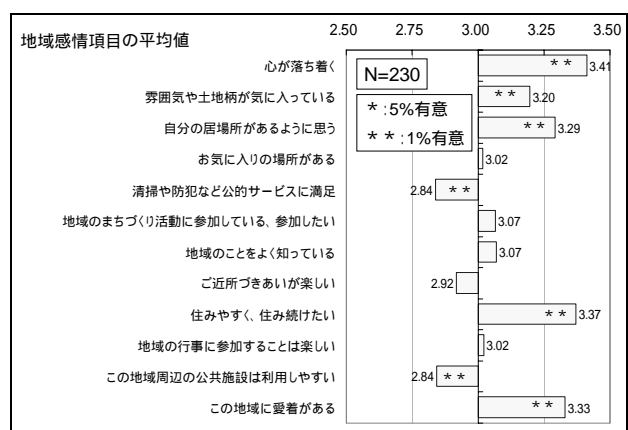 地域感情項目の平均値
2.50 2.75 3.00 3.25 3.50
N=230
*:5%有意
**:1%有意
心が落ち着く ** 3.41
雰囲気や土地柄が気に入っている ** 3.20
自分の居場所があるように思う ** 3.29
お気に入りの場所がある 3.02
清掃や防犯など公的サービスに満足 2.84 **
地域のまちづくり活動に参加している、参加したい 3.07
地域のことをよく知っている 3.07
ご近所づきあいが楽しい 2.92
住みやすく、住み続けたい ** 3.37
地域の行事に参加することは楽しい 3.02
この地域周辺の公共施設は利用しやすい 2.84 **
この地域に愛着がある ** 3.33